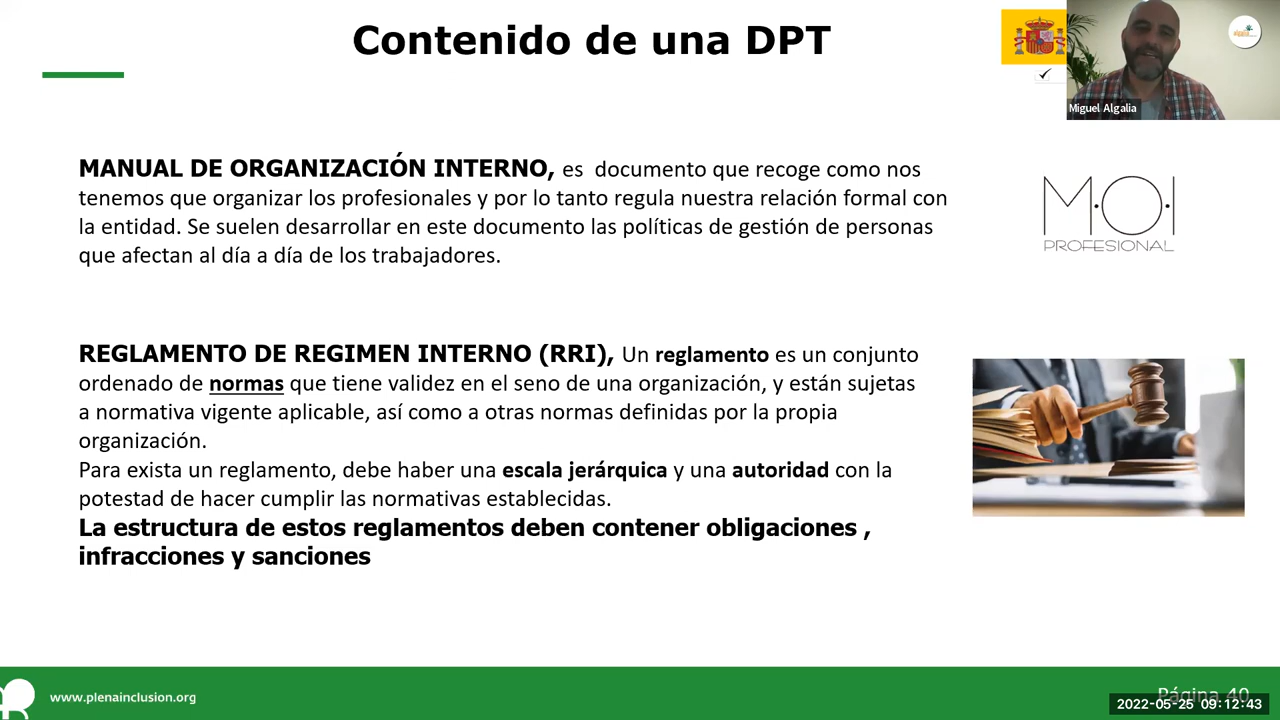 Contenido de una DPT
Miguel Algalia
MANUAL DE ORGANIZACIÓN INTERNO, es  documento que recoge como nos
tenemos que organizar los profesionales y por lo tanto regula nuestra relación formal con
la entidad. Se suelen desarrollar en este documento las políticas de gestión de personas
que afectan al día a día de los trabajadores.
M·O·I
PROFESIONAL
REGLAMENTO DE REGIMEN INTERNO (RRI), Un reglamento es un conjunto
ordenado de normas que tiene validez en el seno de una organización, y están sujetas
a normativa vigente aplicable, así como a otras normas definidas por la propia
organización.
Para exista un reglamento, debe haber una escala jerárquica y una autoridad con la
potestad de hacer cumplir las normativas establecidas.
La estructura de estos reglamentos deben contener obligaciones ,
infracciones y sanciones
www.plenainclusion.org
Página 40
2022-05-25 09:12:43